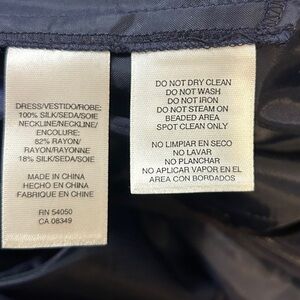 DRESS/VESTIDO/ROBE:
100% SILK/SEDA/SOIE
NECKLINE/NECKLINE/
ENCOLURE:
82% RAYON/
RAYON/RAYONNE
18% SILK/SEDA/SOIE
MADE IN CHINA
HECHO EN CHINA
FABRIQUE EN CHINE
RN 54050
CA 08349
DO NOT DRY CLEAN
DO NOT WASH
DO NOT IRON
DO NOT STEAM ON
BEADED AREA
SPOT CLEAN ONLY
NO LIMPIAR EN SECO
NO LAVAR
NO PLANCHAR
NO APLICAR VAPOR EN EL
AREA CON BORDADOS